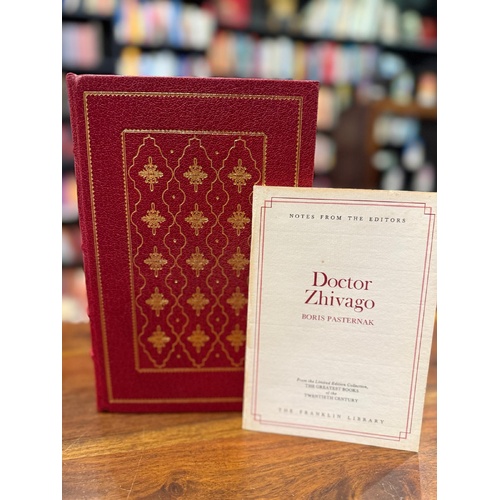 NOTES FROM THE EDITORS
Doctor
Zhivago
BORIS PASTERNAK
From the Limited Edition Collection,
THE GREATEST BOOKS
of the
TWENTIETH CENTURY
THE FRANKLIN LIBRARY